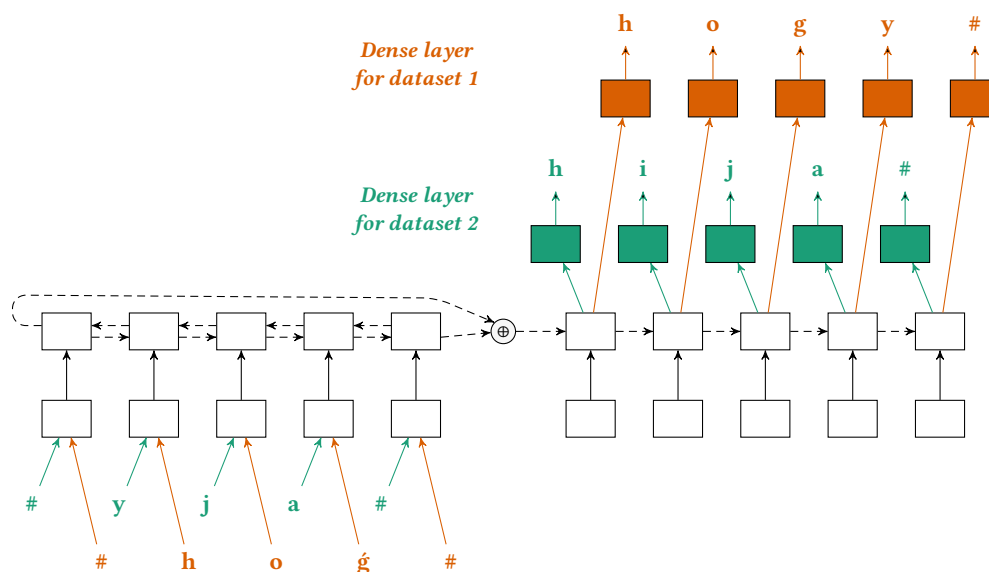 h o g y #
Dense layer
for dataset 1
h i j a #
Dense layer
for dataset 2
⊕
# y j a #
# h o ǵ #